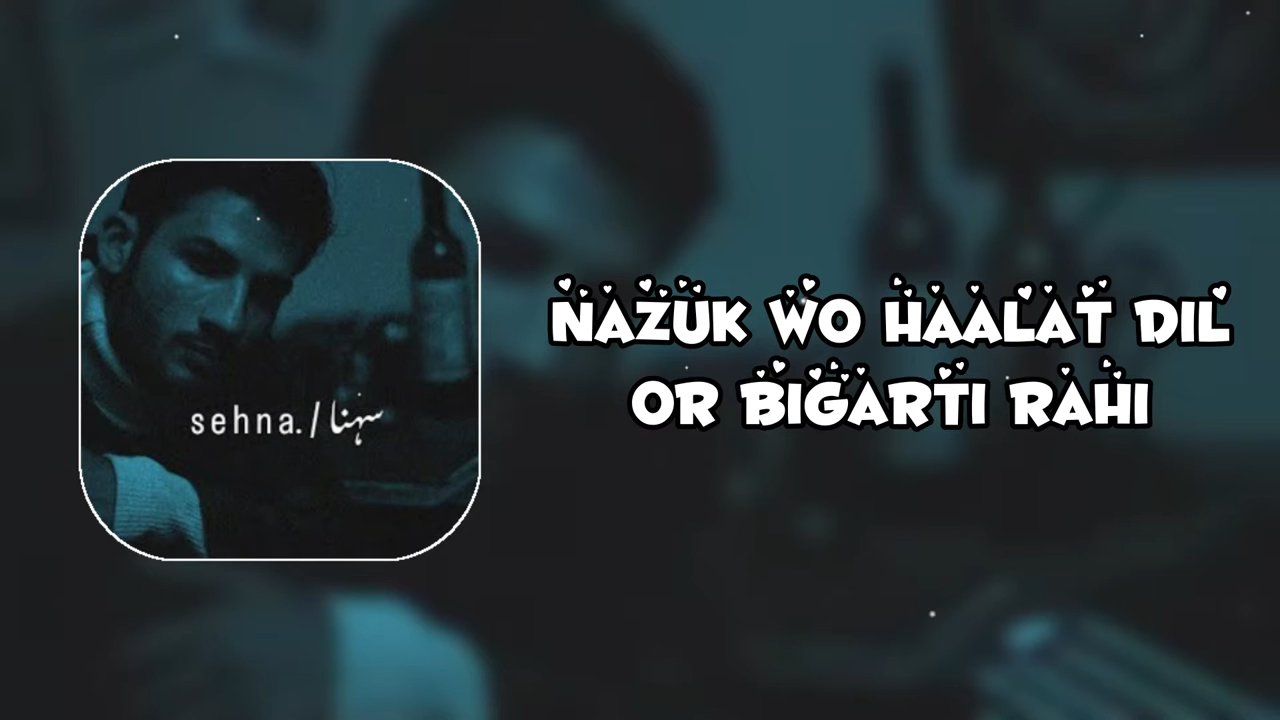 sehna. / سہنا
NAZUK WO HAALAT DIL
OR BIGARTI RAHI